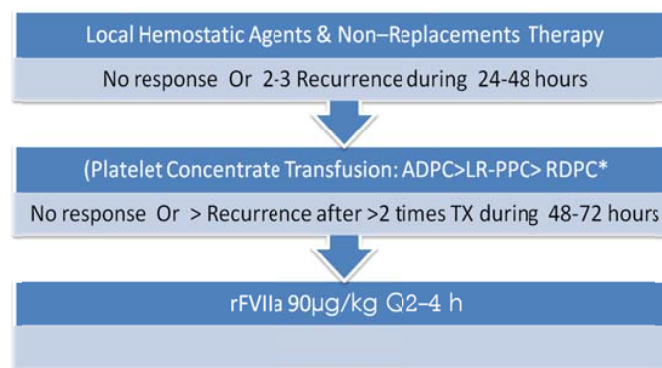 Local Hemostatic Agents & Non–Replacements Therapy
No response Or 2-3 Recurrence during 24-48 hours
(Platelet Concentrate Transfusion: ADPC>LR-PPC> RDPC*
No response Or > Recurrence after >2 times TX during 48-72 hours
rFVIIa 90µg/kg Q2–4 h